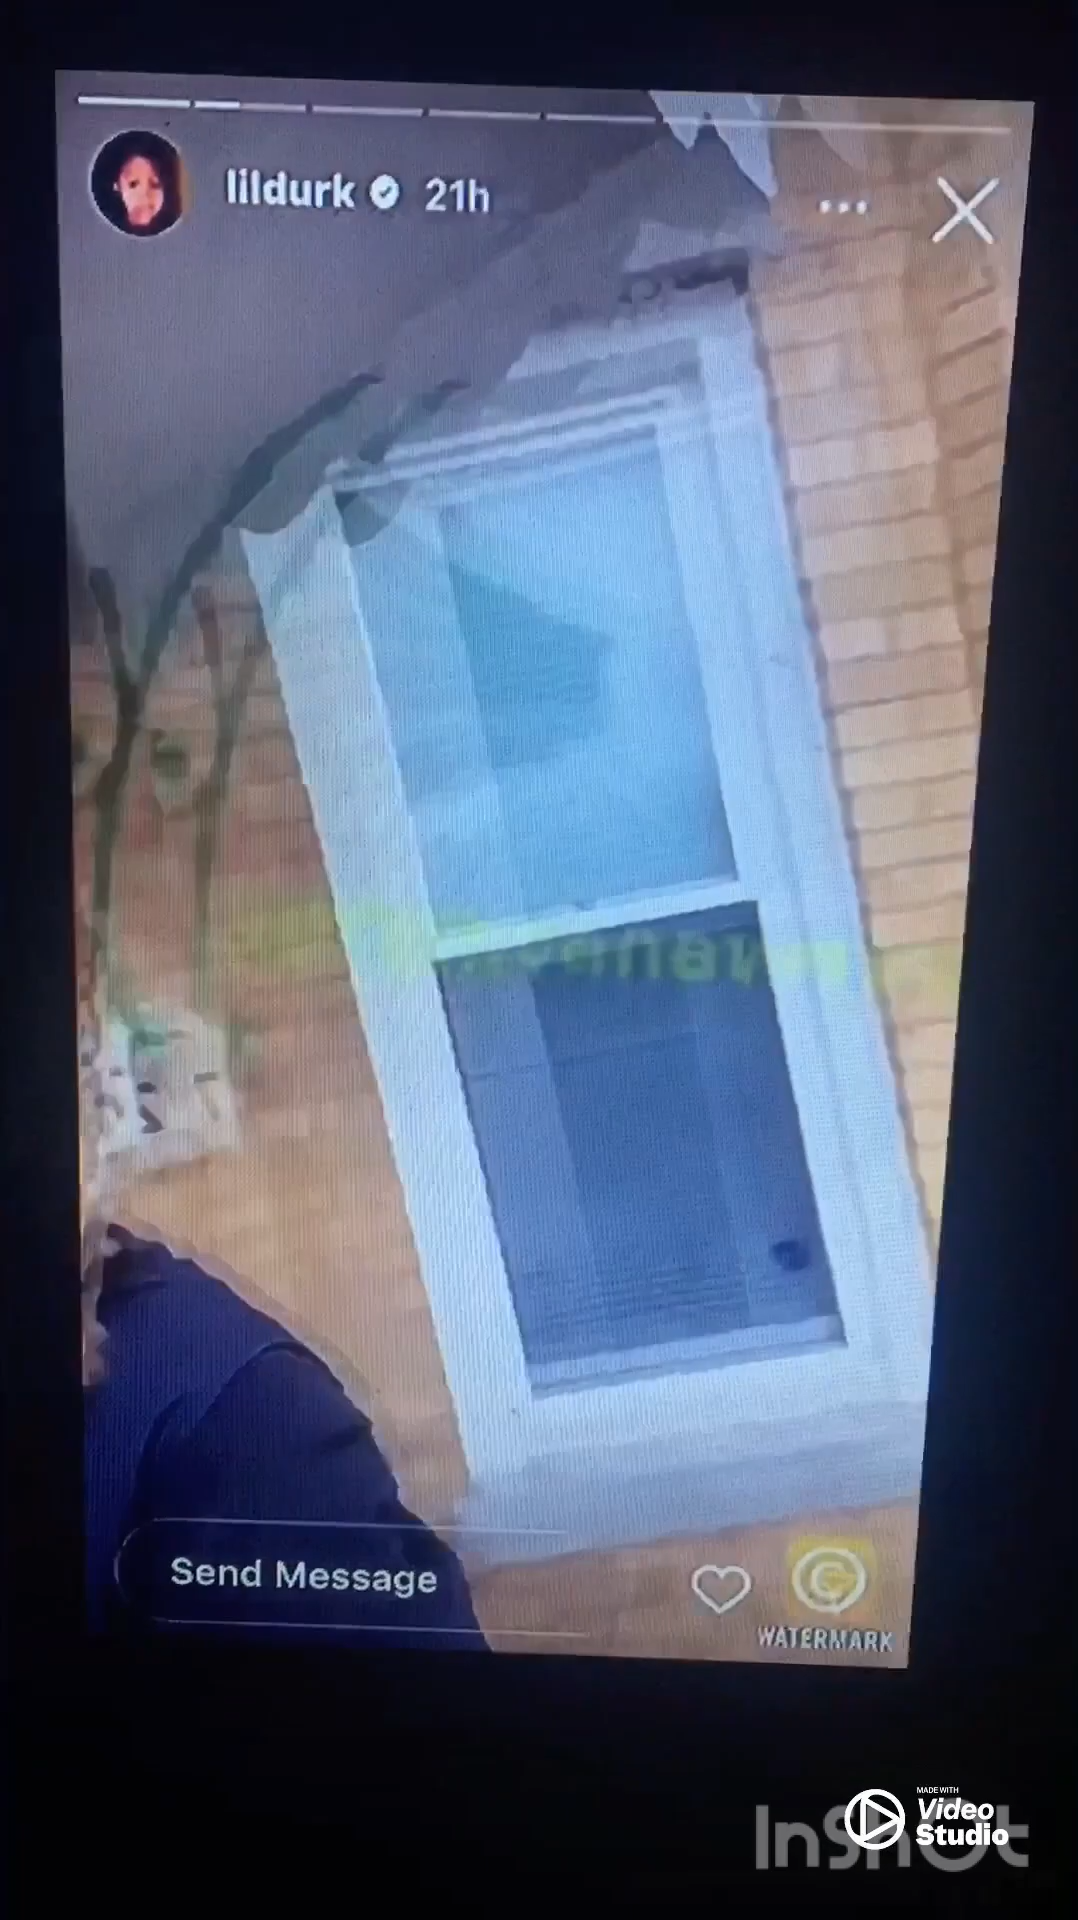 lildurk 21h
Send Message
WATERMARK
MADE WITH
Video
Studio
InShOt